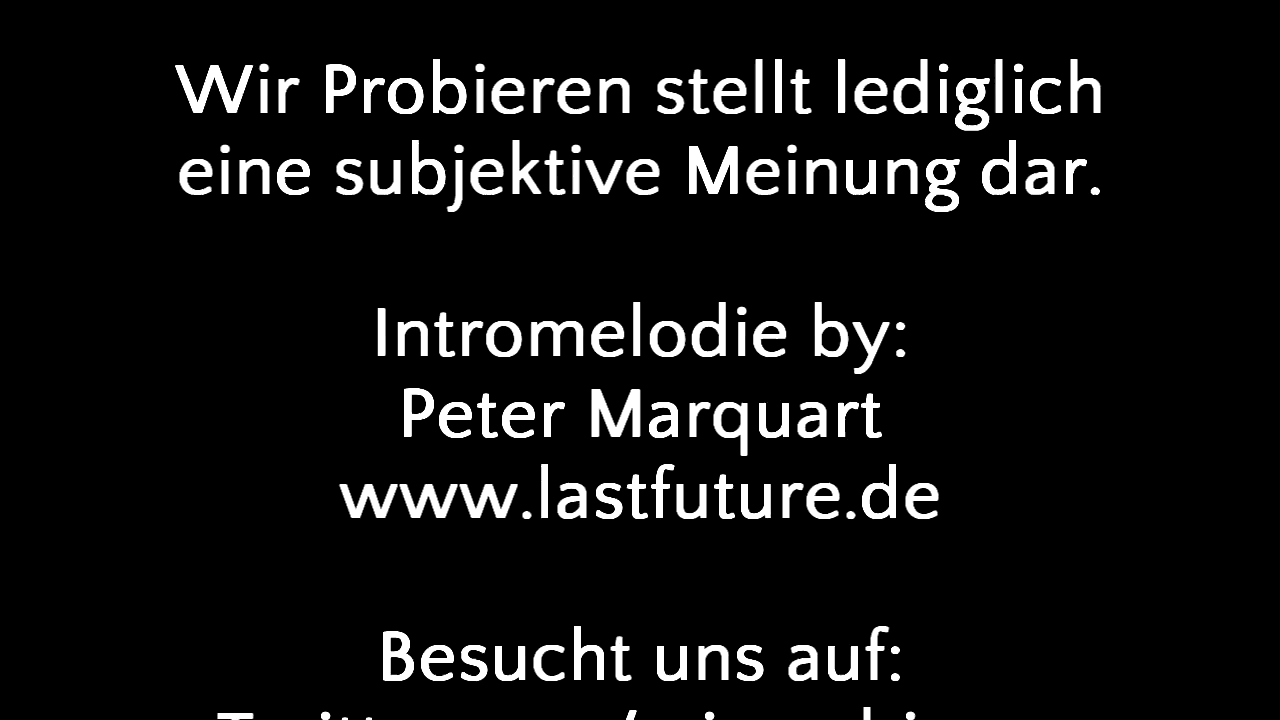 Wir Probieren stellt lediglich
eine subjektive Meinung dar.
Intromelodie by:
Peter Marquart
www.lastfuture.de
Besucht uns auf: